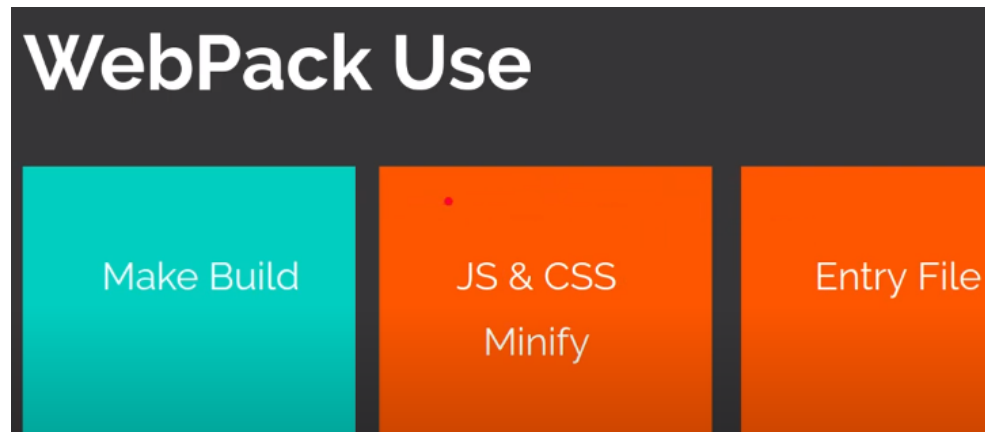 WebPack Use
Make Build
JS & CSS
Minify
Entry File